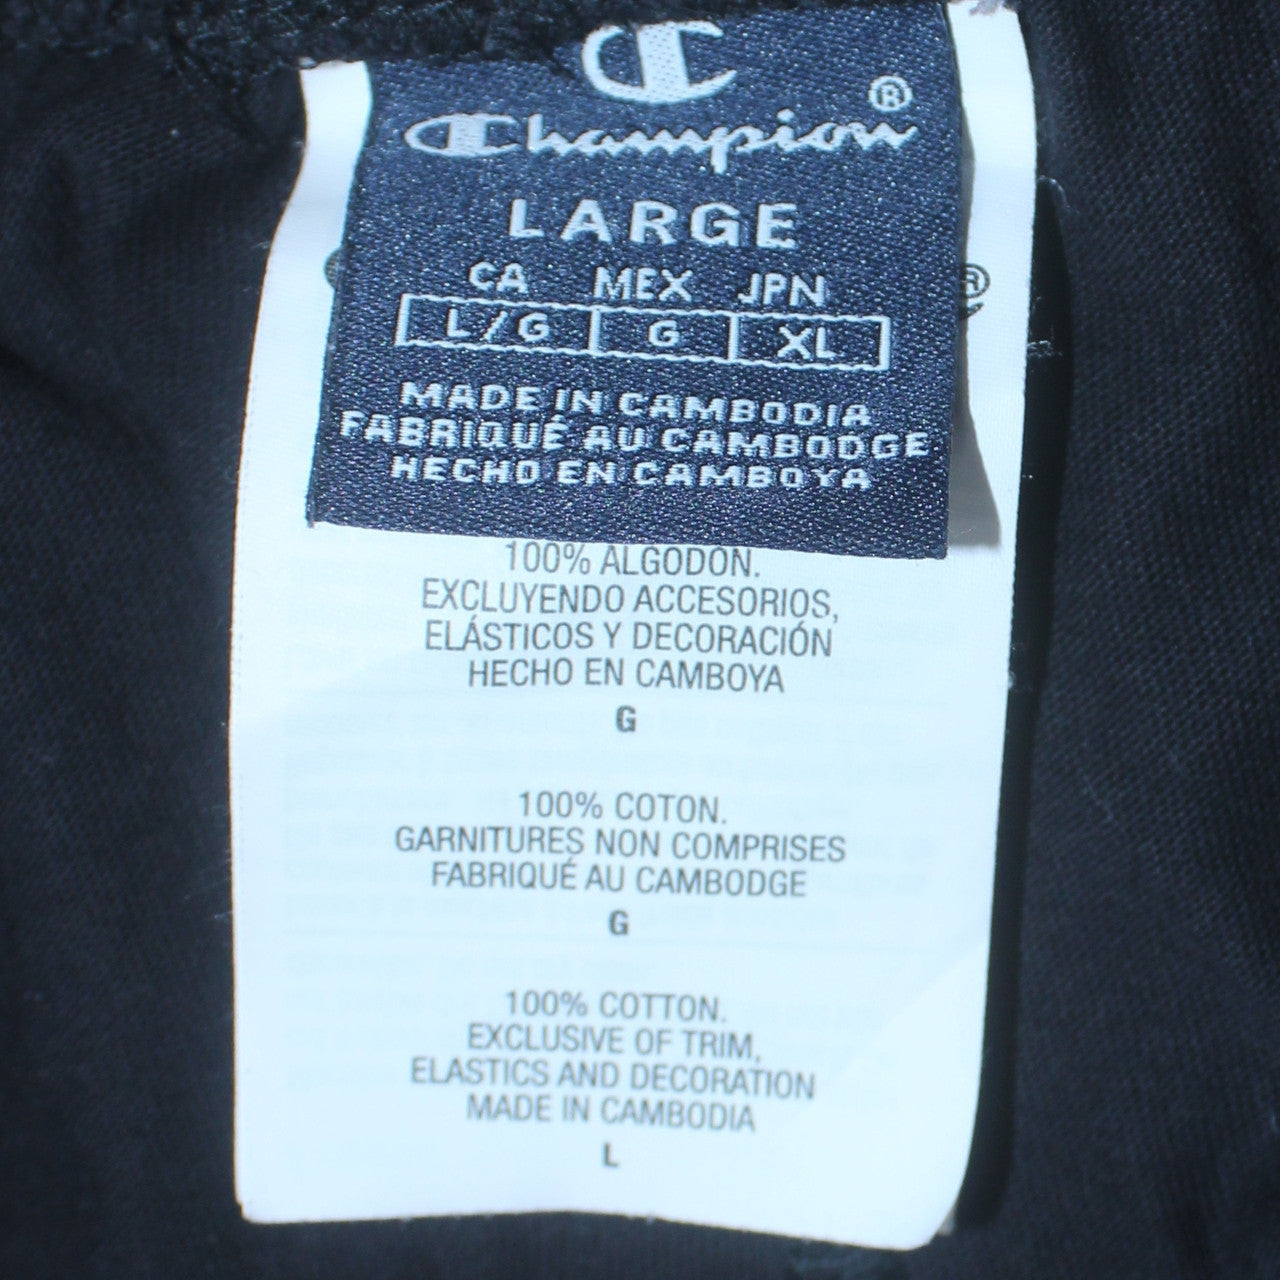 Champion®
LARGE
CA MEX JPN
L/G G XL
MADE IN CAMBODIA
FABRIQUÉ AU CAMBODGE
HECHO EN CAMBOYA
®
100% ALGODÓN.
EXCLUYENDO ACCESORIOS,
ELÁSTICOS Y DECORACIÓN
HECHO EN CAMBOYA
G
100% COTON.
GARNITURES NON COMPRISES
FABRIQUÉ AU CAMBODGE
G
100% COTTON.
EXCLUSIVE OF TRIM,
ELASTICS AND DECORATION
MADE IN CAMBODIA
L